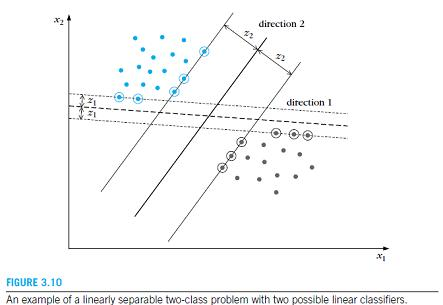 x2
direction 2
z2
z2
direction 1
z1
z1
x1
FIGURE 3.10
An example of a linearly separable two-class problem with two possible linear classifiers.